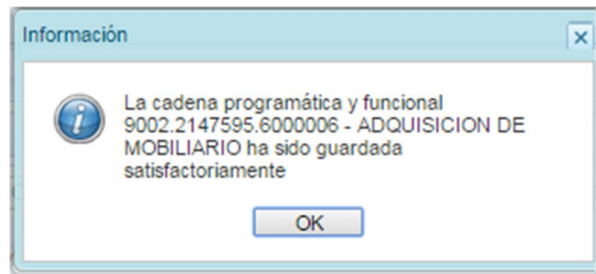 Información
La cadena programática y funcional
9002.2147595.6000006 - ADQUISICION DE
MOBILIARIO ha sido guardada
satisfactoriamente
OK